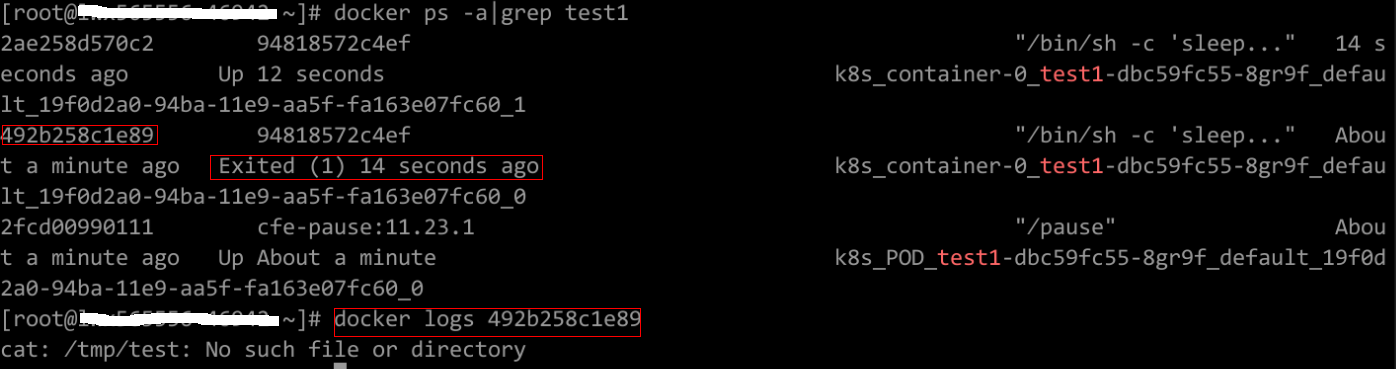 [root@ ~]# docker ps -a|grep test1
2ae258d570c2 94818572c4ef "/bin/sh -c 'sleep..." 14 s
econds ago Up 12 seconds k8s_container-0_test1-dbc59fc55-8gr9f_defau
lt_19f0d2a0-94ba-11e9-aa5f-fa163e07fc60_1
492b258c1e89 94818572c4ef "/bin/sh -c 'sleep..." Abou
t a minute ago Exited (1) 14 seconds ago k8s_container-0_test1-dbc59fc55-8gr9f_defau
lt_19f0d2a0-94ba-11e9-aa5f-fa163e07fc60_0
2fcd00990111 cfe-pause:11.23.1 "/pause" Abou
t a minute ago Up About a minute k8s_POD_test1-dbc59fc55-8gr9f_default_19f0d
2a0-94ba-11e9-aa5f-fa163e07fc60_0
[root@ ~]# docker logs 492b258c1e89
cat: /tmp/test: No such file or directory